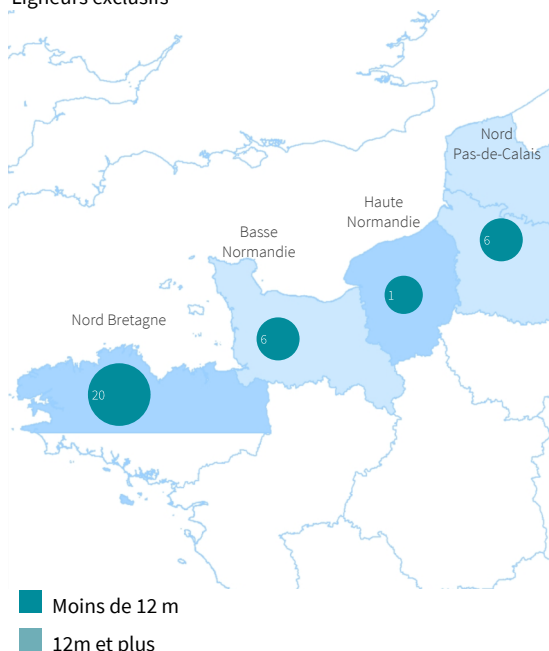 Ligneurs exclusifs
Nord
Pas-de-Calais
Haute
Normandie
Basse
Normandie
Nord Bretagne
6
1
6
20
Moins de 12 m
12m et plus